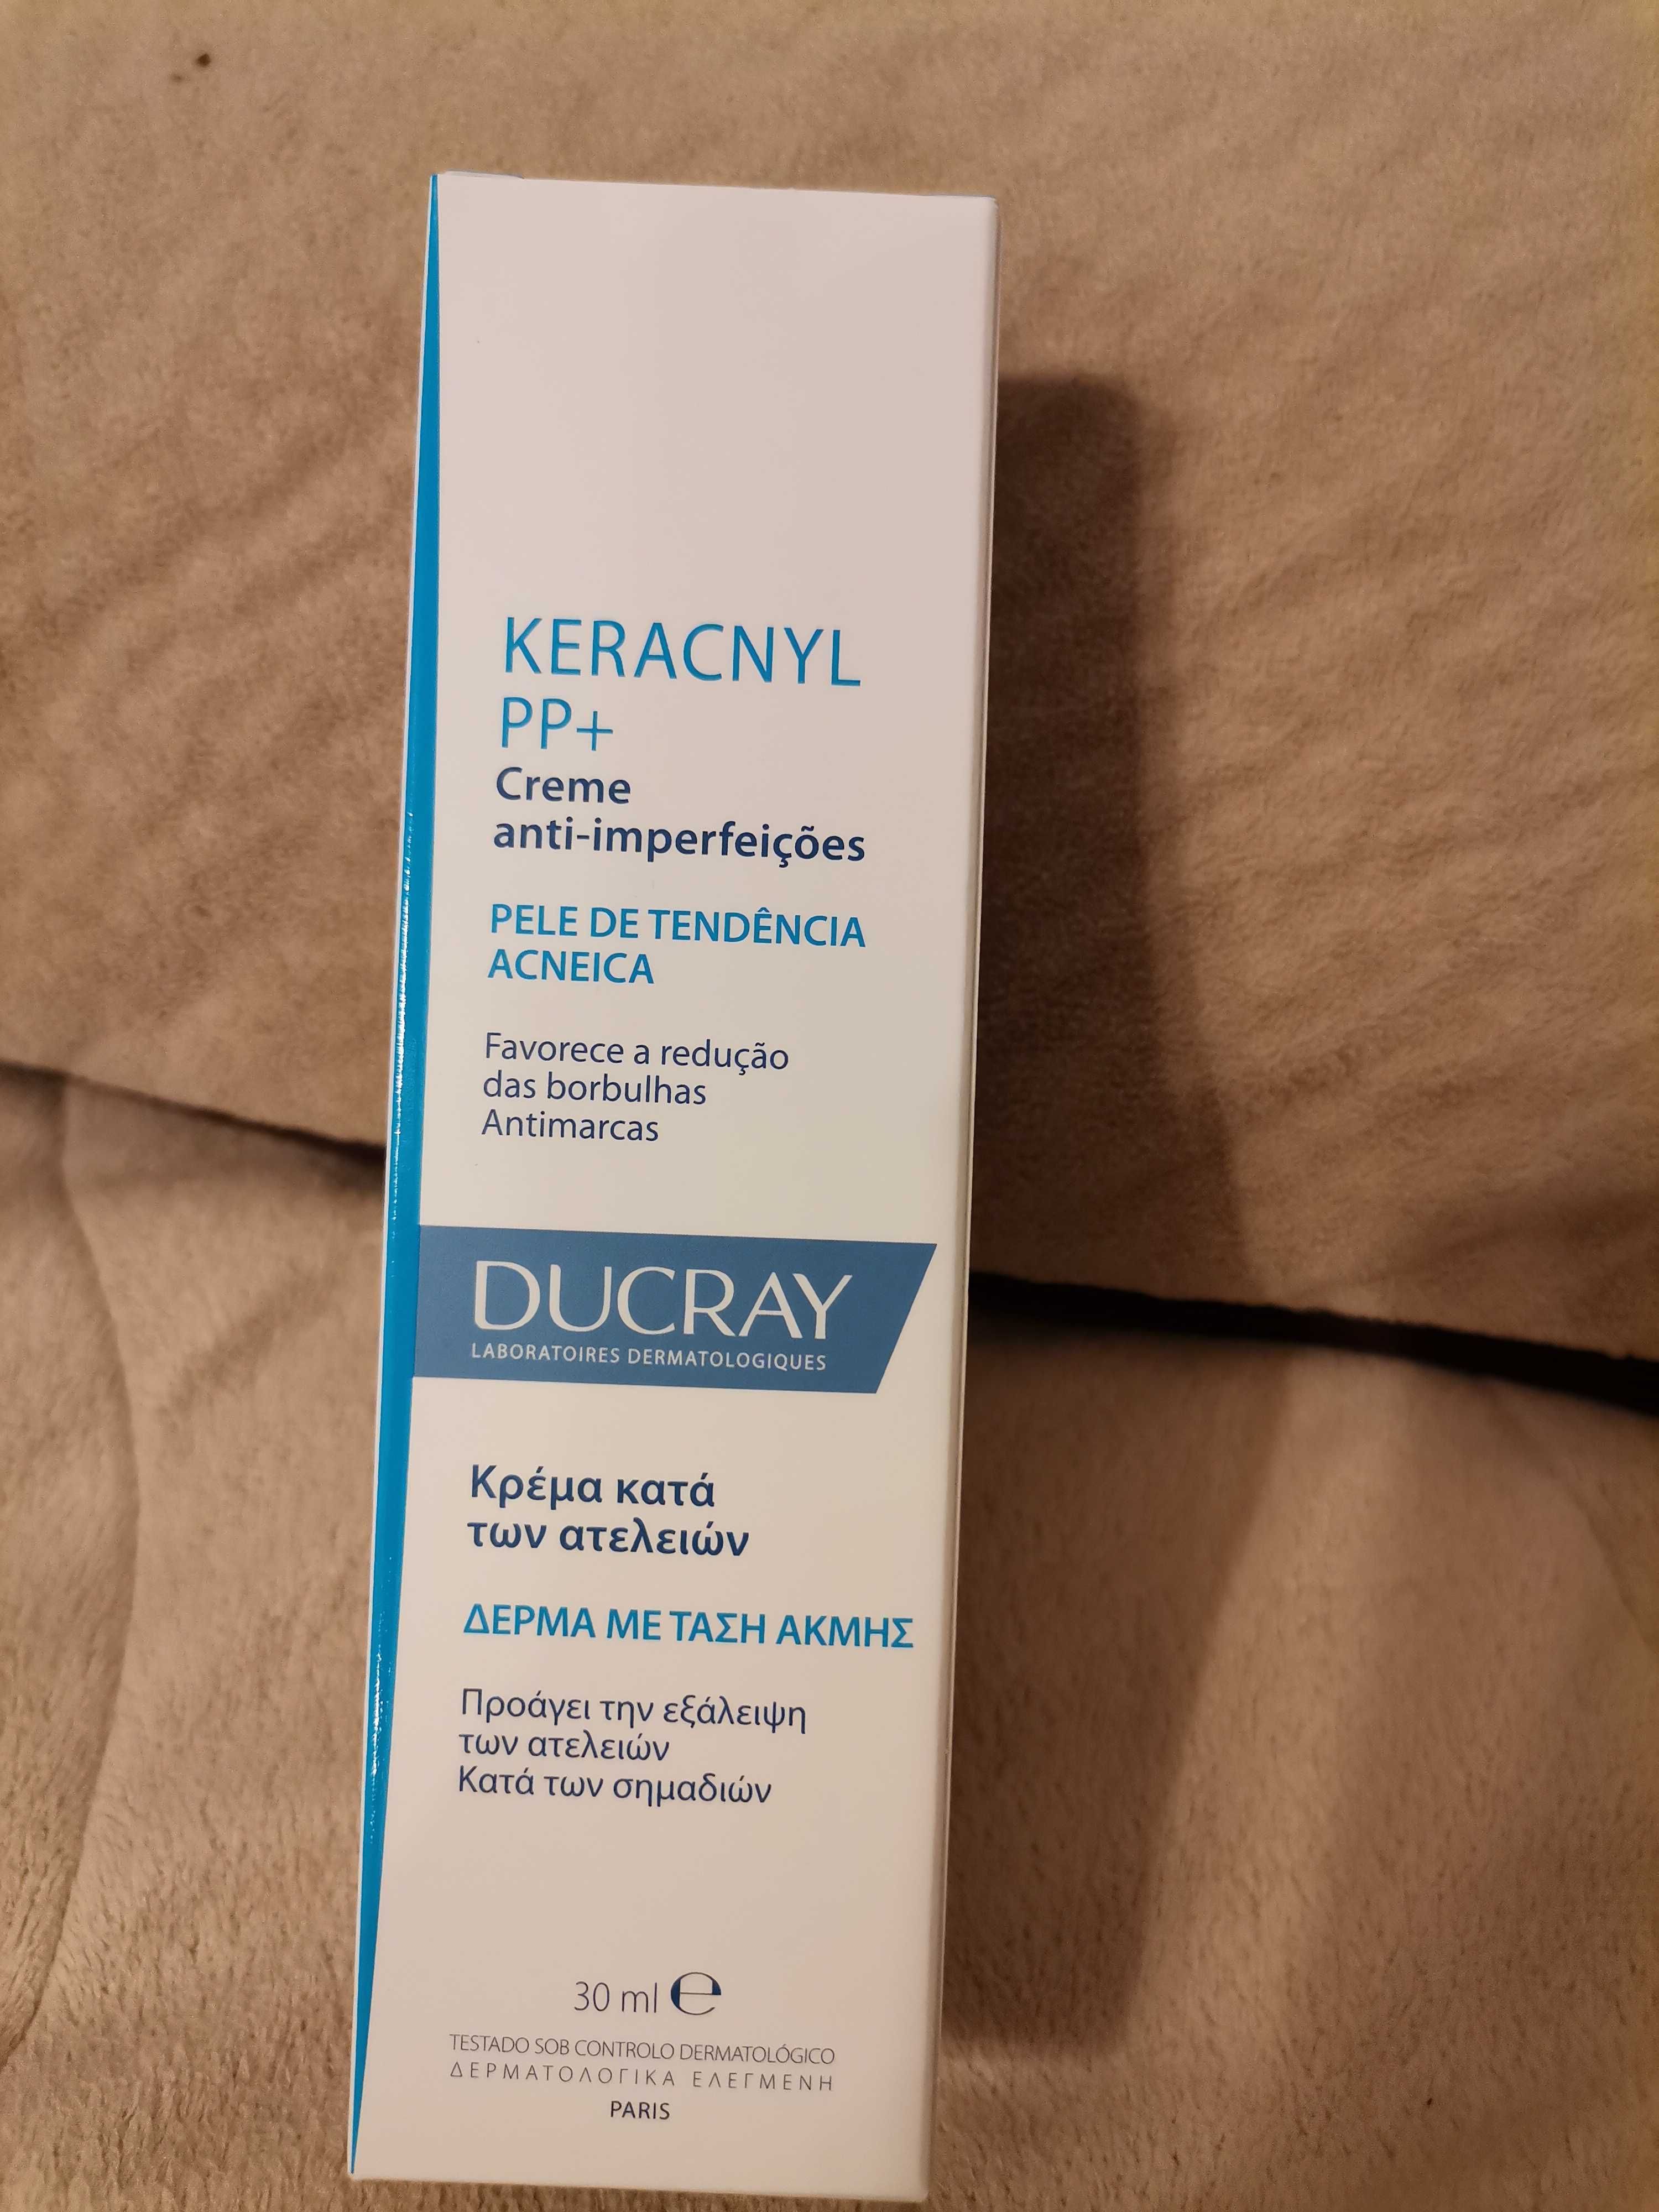 KERACNYL
PP+
Creme
anti-imperfeições
PELE DE TENDÊNCIA
ACNEICA
Favorece a redução
das borbulhas
Antimarcas
DUCRAY
LABORATOIRES DERMATOLOGIQUES
Κρέμα κατά
των ατελειών
ΔΕΡΜΑ ΜΕ ΤΑΣΗ ΑΚΜΗΣ
Προάγει την εξάλειψη
των ατελειών
Κατά των σημαδιών
30 ml ℮
TESTADO SOB CONTROLO DERMATOLÓGICO
ΔΕΡΜΑΤΟΛΟΓΙΚΑ ΕΛΕΓΜΕΝΗ
PARIS